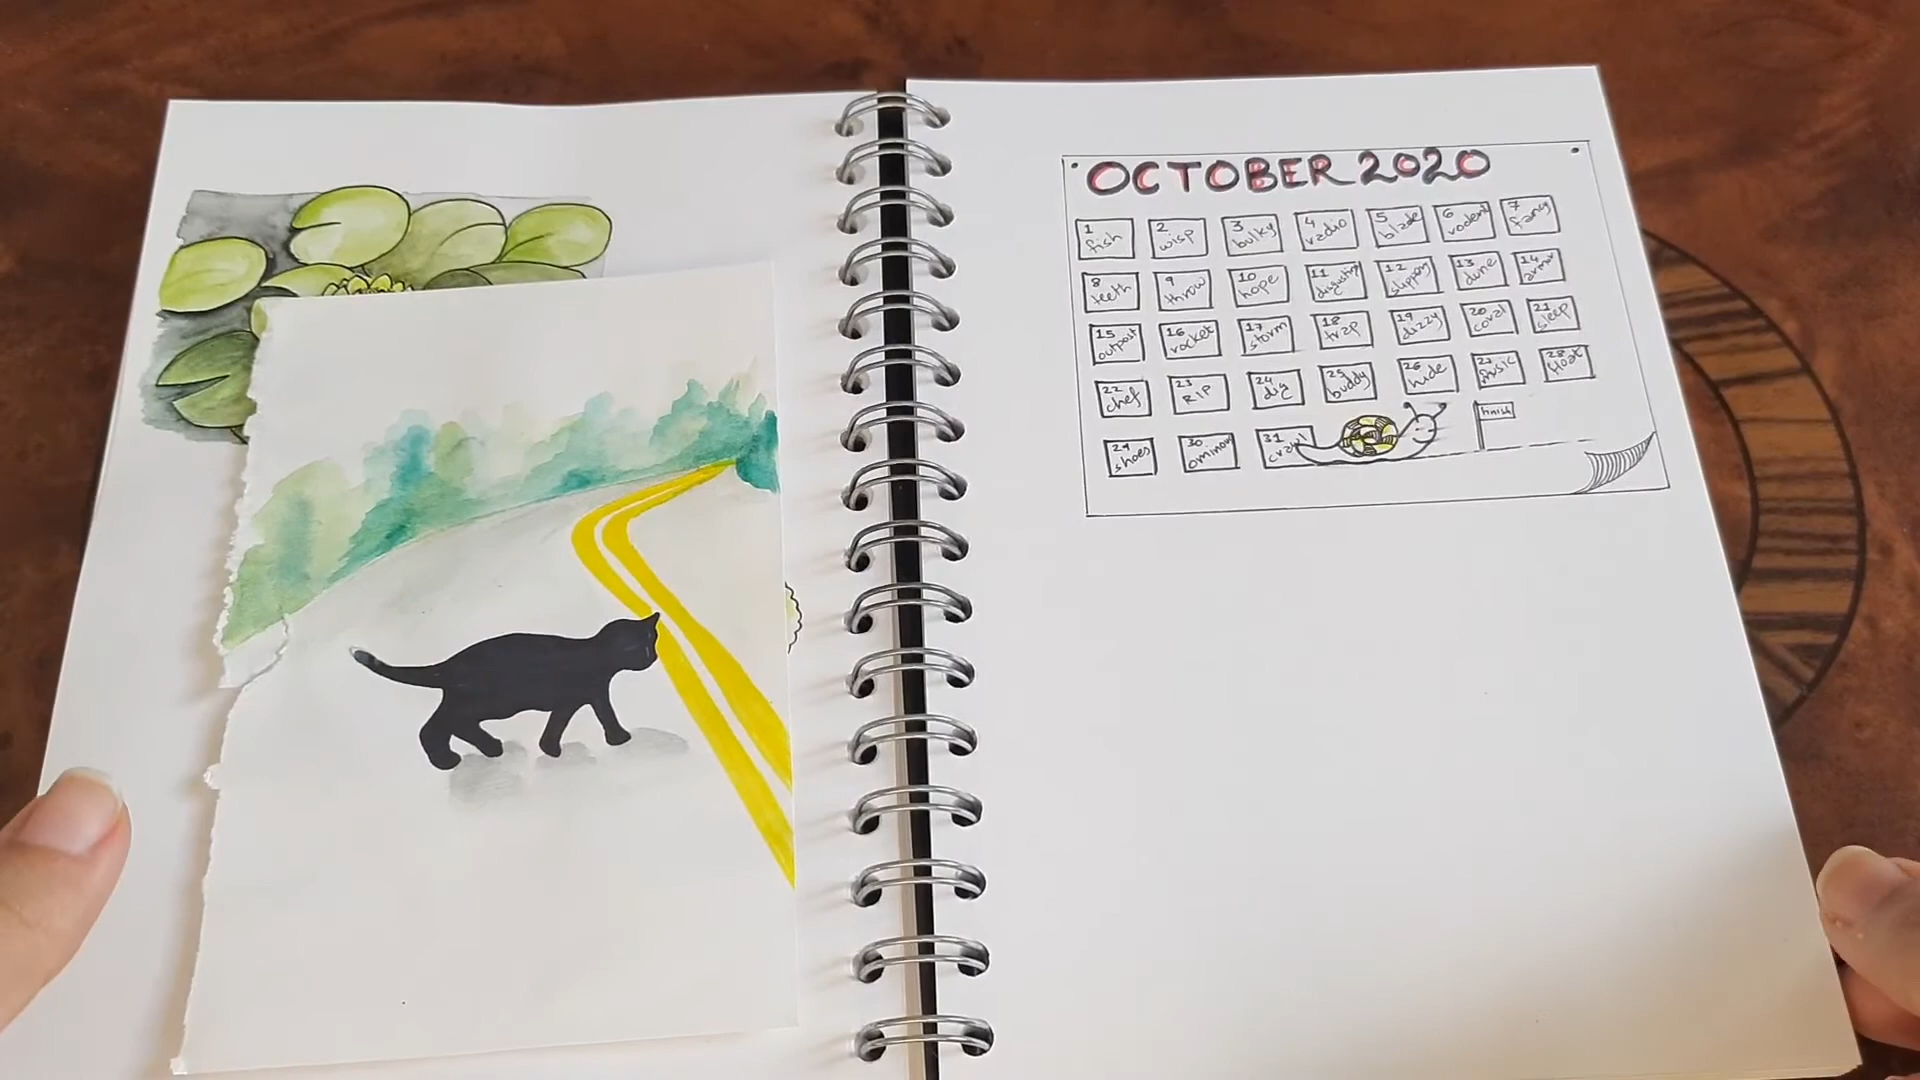 OCTOBER 2020
1 fish 2 wisp 3 bulky 4 radio 5 blade 6 rodent 7 fancy
8 teeth 9 throw 10 hope 11 disgusting 12 slippery 13 dune 14 armor
15 outpost 16 rocket 17 storm 18 trap 19 dizzy 20 coral 21 sleep
22 chef 23 RIP 24 dig 25 buddy 26 hide 27 music 28 float
finish
29 shoes 30 ominous 31 crawl